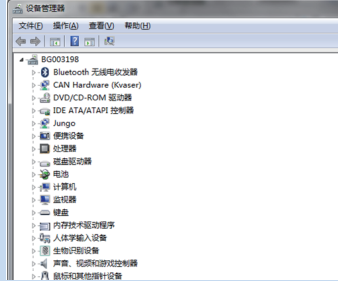 设备管理器
文件(F) 操作(A) 查看(V) 帮助(H)
BG003198
Bluetooth 无线电收发器
CAN Hardware (Kvaser)
DVD/CD-ROM 驱动器
IDE ATA/ATAPI 控制器
Jungo
便携设备
处理器
磁盘驱动器
电池
计算机
监视器
键盘
内存技术驱动程序
人体学输入设备
生物识别设备
声音、视频和游戏控制器
鼠标和其他指针设备